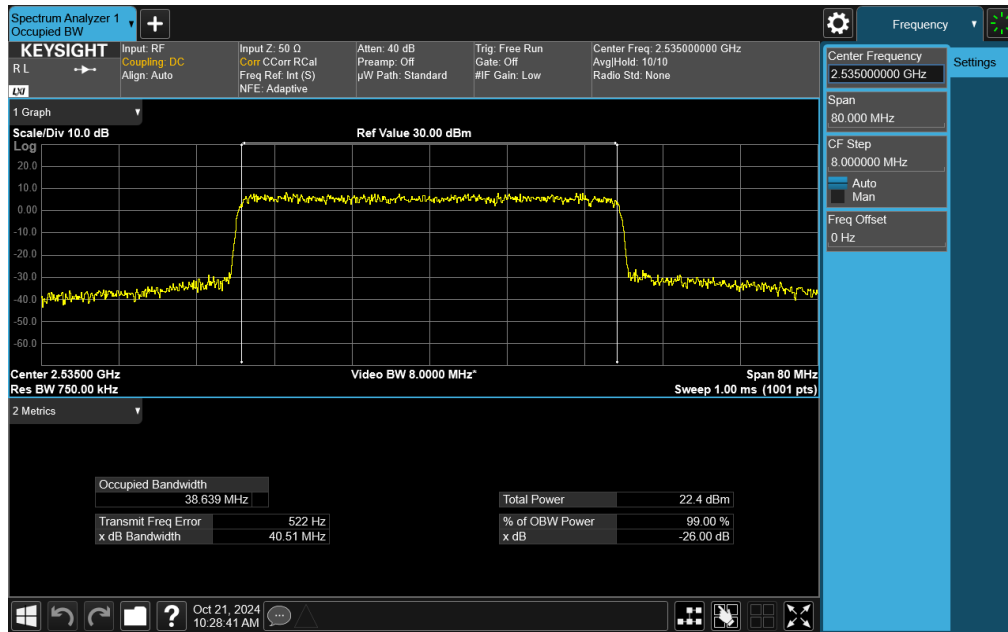 Spectrum Analyzer 1
Occupied BW
Frequency
KEYSIGHT
R L
LXI
Input: RF
Coupling: DC
Align: Auto
Input Z: 50 Ω
Corr CCorr RCal
Freq Ref: Int (S)
NFE: Adaptive
Atten: 40 dB
Preamp: Off
µW Path: Standard
Trig: Free Run
Gate: Off
#IF Gain: Low
Center Freq: 2.535000000 GHz
Avg|Hold: 10/10
Radio Std: None
Center Frequency
2.535000000 GHz
Settings
Span
80.000 MHz
CF Step
8.000000 MHz
Auto
Man
Freq Offset
0 Hz
1 Graph
Scale/Div 10.0 dB
Ref Value 30.00 dBm
Log
20.0
10.0
0.00
-10.0
-20.0
-30.0
-40.0
-50.0
-60.0
Center 2.53500 GHz
Video BW 8.0000 MHz*
Span 80 MHz
Res BW 750.00 kHz
Sweep 1.00 ms (1001 pts)
2 Metrics
Occupied Bandwidth
38.639 MHz
Total Power 22.4 dBm
Transmit Freq Error 522 Hz
% of OBW Power 99.00 %
x dB Bandwidth 40.51 MHz
x dB -26.00 dB
?
Oct 21, 2024
10:28:41 AM